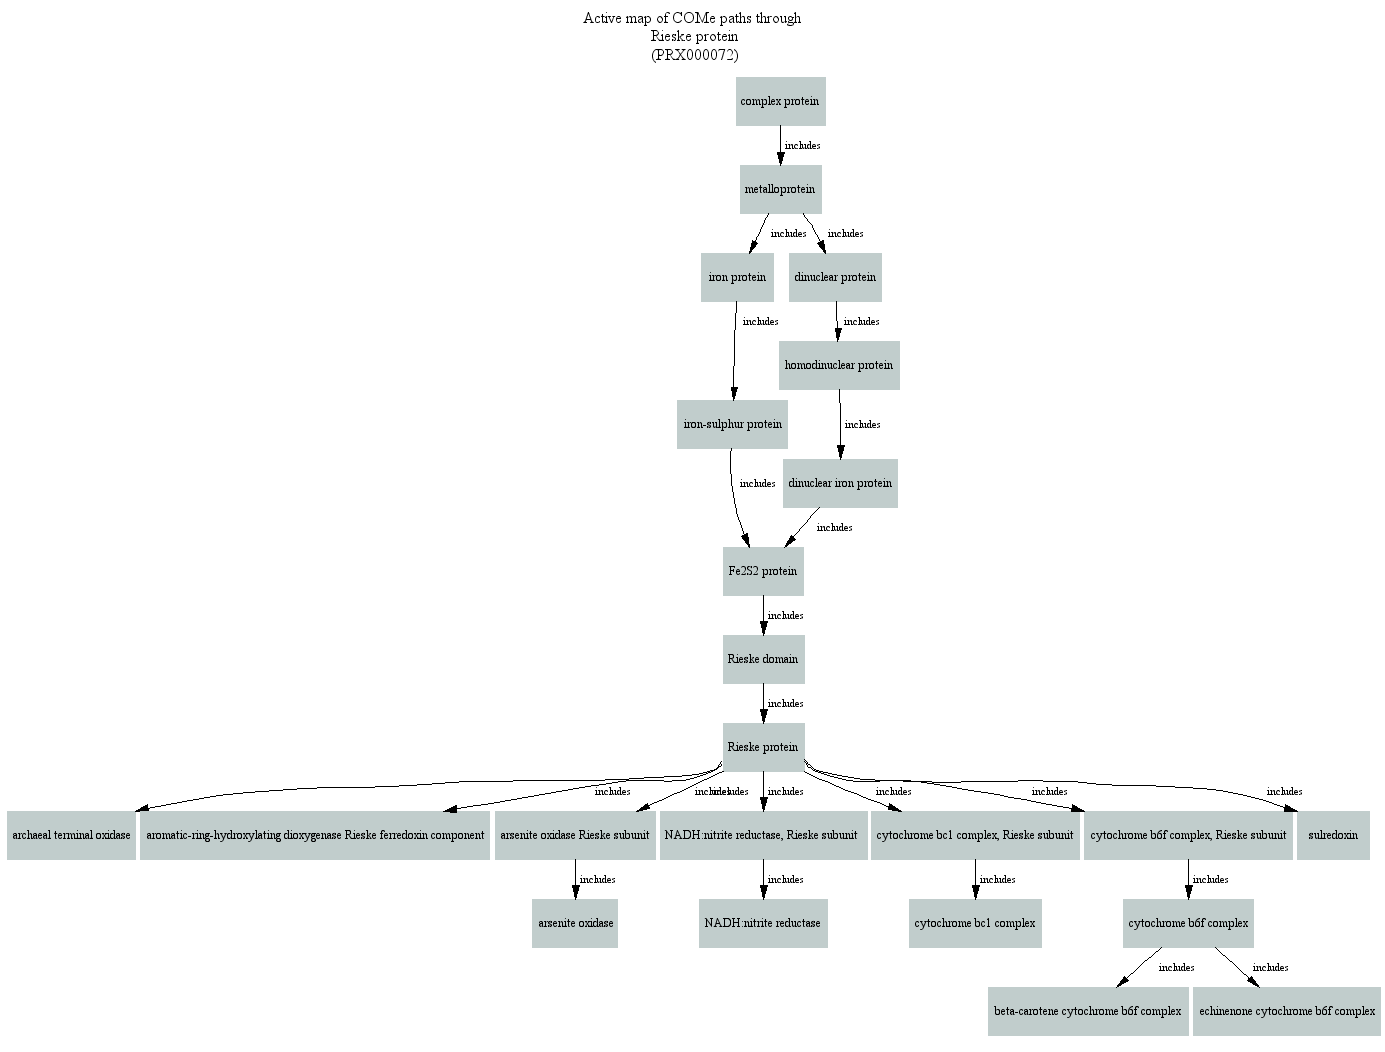 Active map of COMe paths through
Rieske protein
(PRX000072)
complex protein
includes
metalloprotein
includes includes
iron protein dinuclear protein
includes includes
homodinuclear protein
iron-sulphur protein includes
includes dinuclear iron protein
includes
Fe2S2 protein
includes
Rieske domain
includes
Rieske protein
includes includes includes includes includes includes includes
archaeal terminal oxidase aromatic-ring-hydroxylating dioxygenase Rieske ferredoxin component arsenite oxidase Rieske subunit NADH:nitrite reductase, Rieske subunit cytochrome bc1 complex, Rieske subunit cytochrome b6f complex, Rieske subunit sulredoxin
includes includes includes includes
arsenite oxidase NADH:nitrite reductase cytochrome bc1 complex cytochrome b6f complex
includes includes
beta-carotene cytochrome b6f complex echinenone cytochrome b6f complex